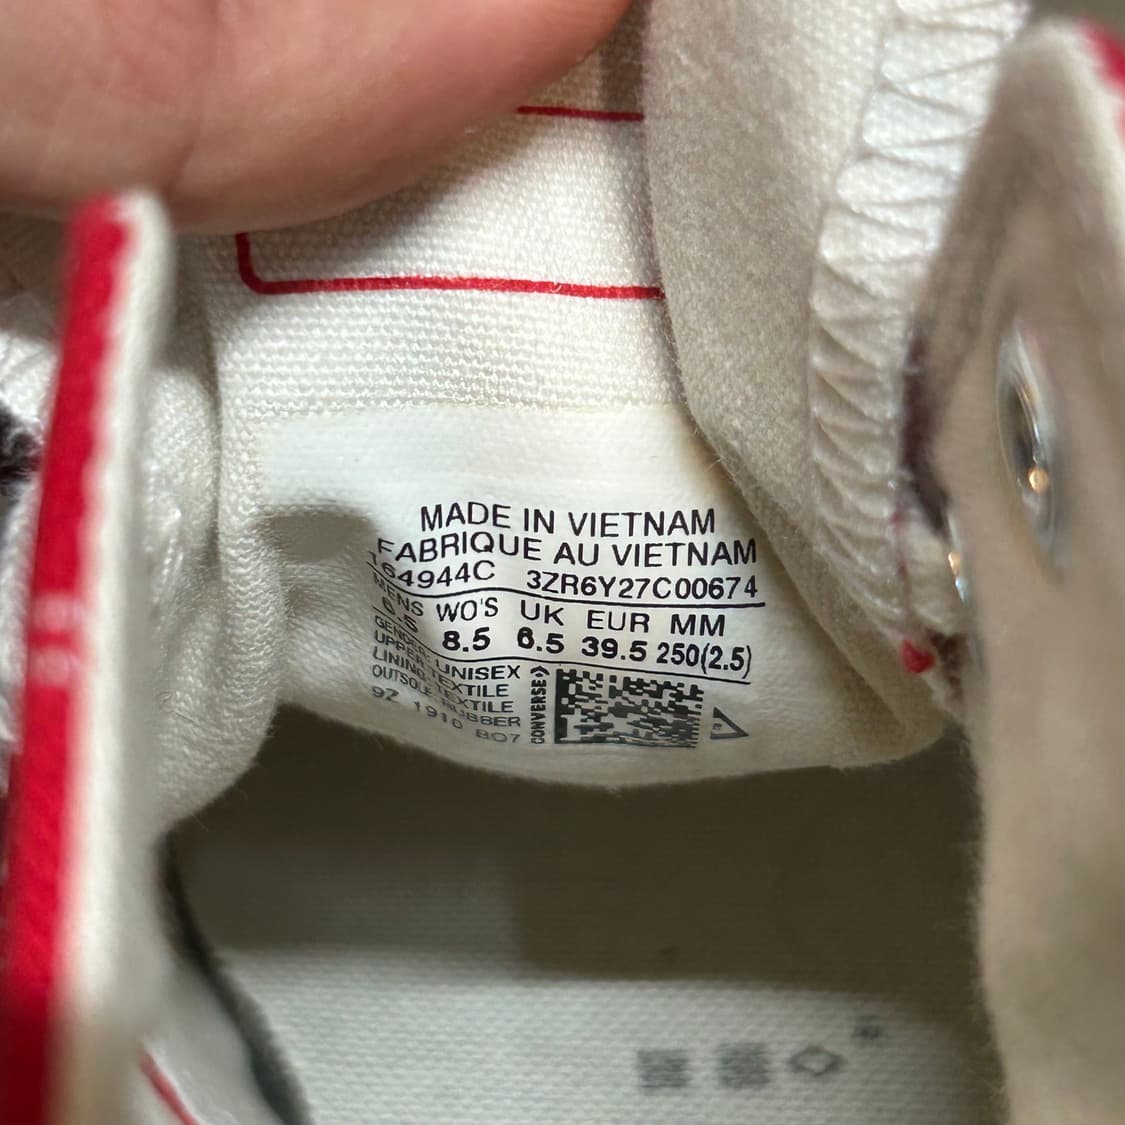 MADE IN VIETNAM
FABRIQUE AU VIETNAM
164944C 3ZR6Y27C00674
MENS WO'S UK EUR MM
6.5 8.5 6.5 39.5 250(2.5)
GENDER: UNISEX
UPPER: TEXTILE
LINING: TEXTILE
OUTSOLE: RUBBER
9Z 1910 B07
CONVERSE